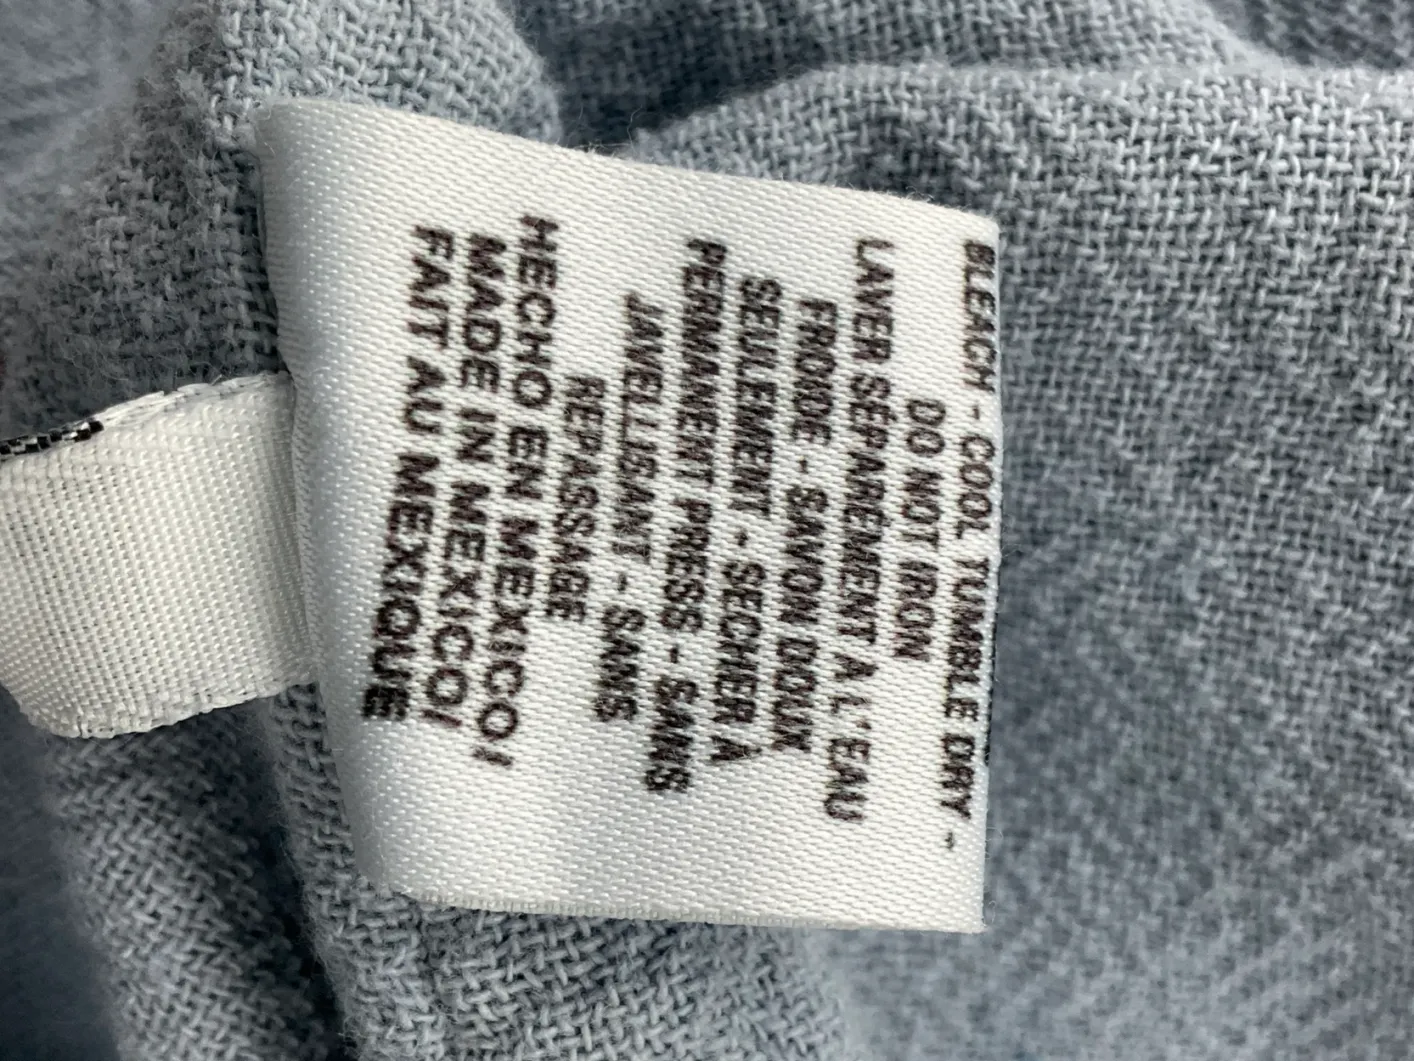 BLEACH - COOL TUMBLE DRY -
DO NOT IRON
LAVER SÉPARÉMENT A L'EAU
FROIDE - SAVON DOUX
SEULEMENT - SECHER A
PERMANENT PRESS - SANS
JAVELLISANT - SANS
REPASSAGE
HECHO EN MEXICO/
MADE IN MEXICO/
FAIT AU MEXIQUE